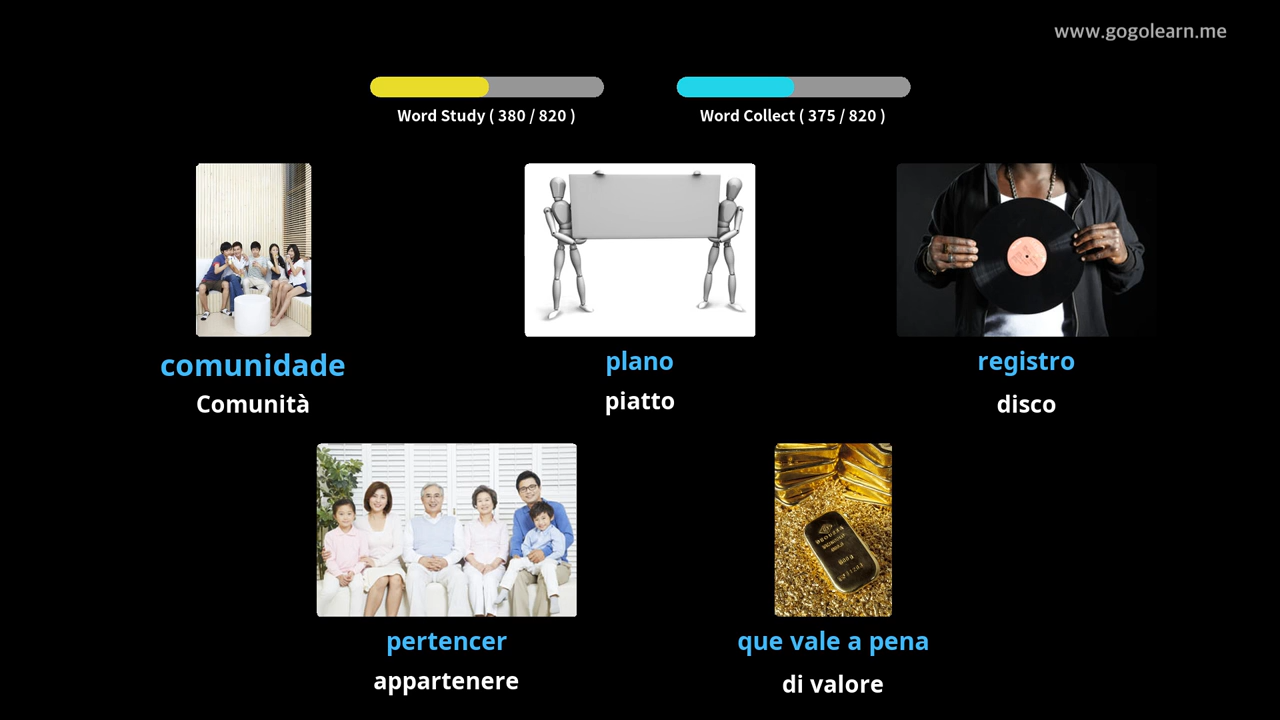 www.gogolearn.me
Word Study ( 380 / 820 )
Word Collect ( 375 / 820 )
comunidade
Comunità
plano
piatto
registro
disco
pertencer
appartenere
que vale a pena
di valore